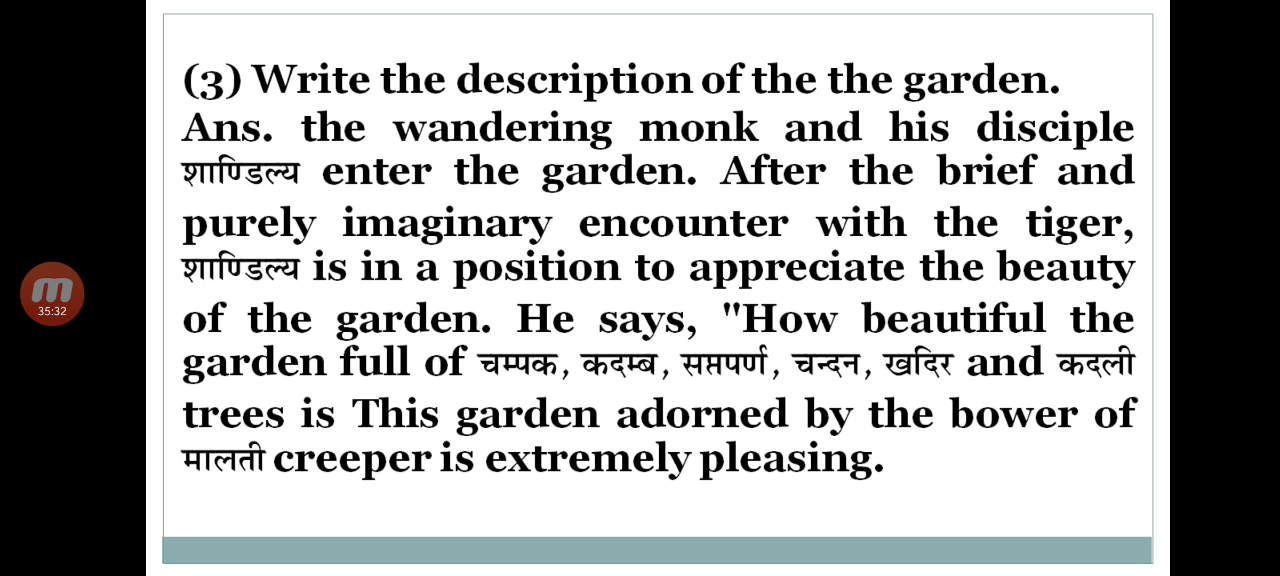 (3) Write the description of the the garden.
Ans. the wandering monk and his disciple
शाण्डिल्य enter the garden. After the brief and
purely imaginary encounter with the tiger,
शाण्डिल्य is in a position to appreciate the beauty
of the garden. He says, "How beautiful the
garden full of चम्पक, कदम्ब, सप्तपर्ण, चन्दन, खदिर and कदली
trees is This garden adorned by the bower of
मालती creeper is extremely pleasing.
m
35:32